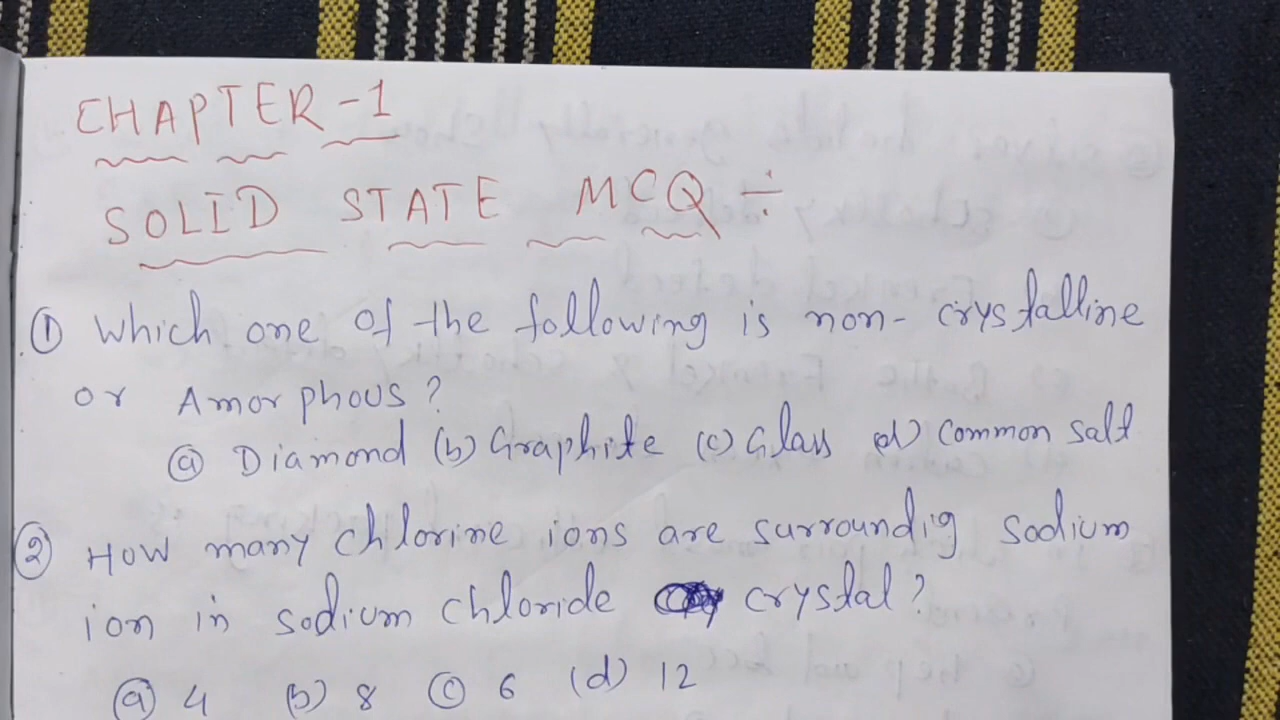 CHAPTER -1
SOLID STATE MCQ ÷
① Which one of the following is non-crystalline
or Amorphous?
ⓐ Diamond (b) Graphite (c) Glass (d) common salt
② How many chlorine ions are surroundig sodium
ion in sodium chloride crystal?
ⓐ 4 (b) 8 ⓒ 6 (d) 12